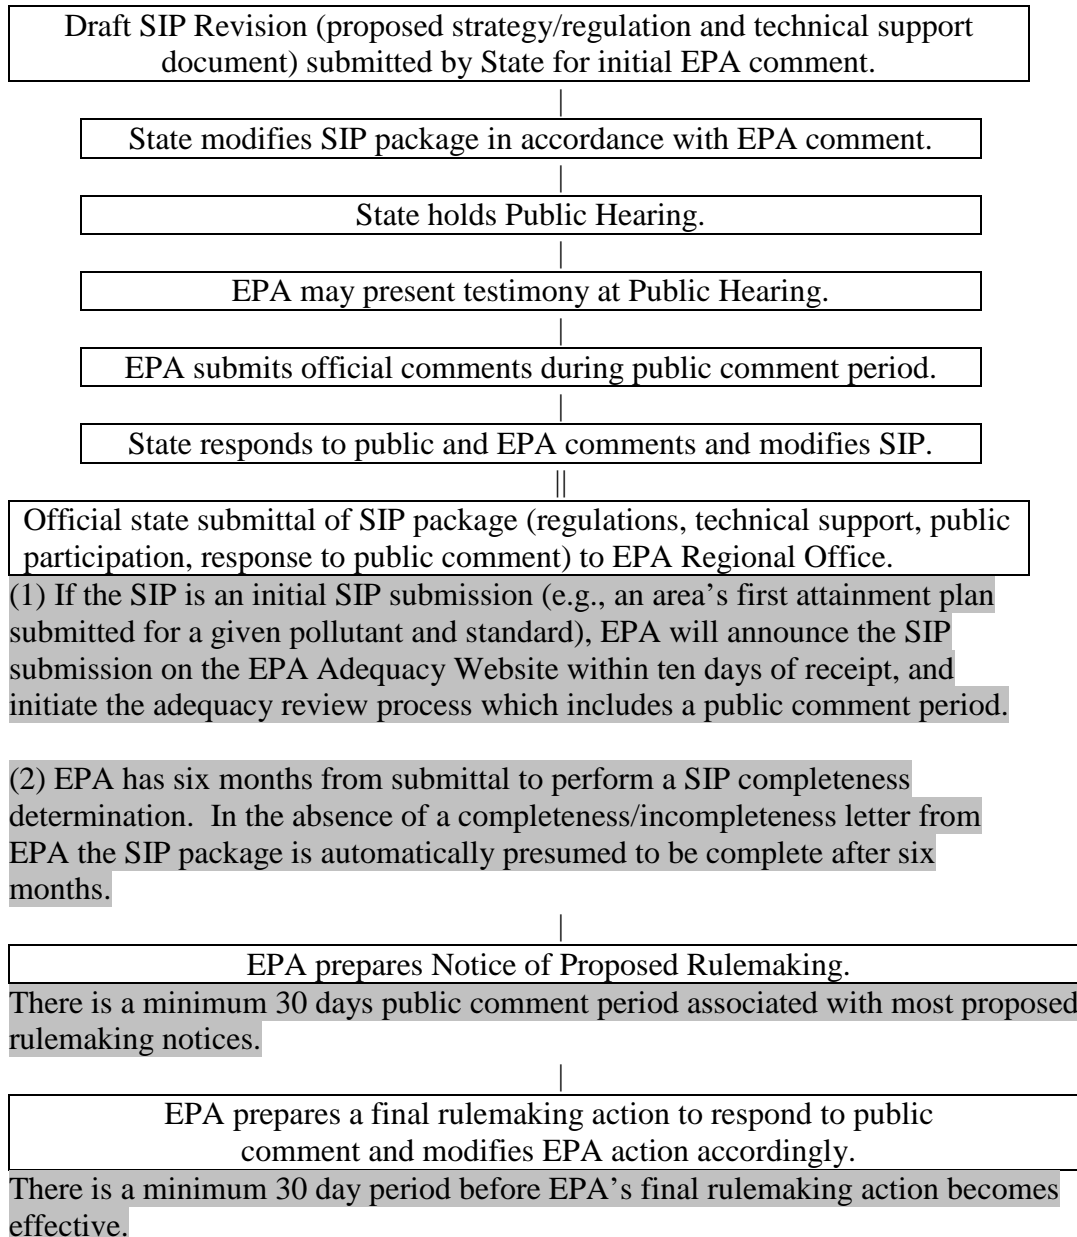 Draft SIP Revision (proposed strategy/regulation and technical support
document) submitted by State for initial EPA comment.
|
State modifies SIP package in accordance with EPA comment.
|
State holds Public Hearing.
|
EPA may present testimony at Public Hearing.
|
EPA submits official comments during public comment period.
|
State responds to public and EPA comments and modifies SIP.
||
Official state submittal of SIP package (regulations, technical support, public
participation, response to public comment) to EPA Regional Office.
(1) If the SIP is an initial SIP submission (e.g., an area’s first attainment plan
submitted for a given pollutant and standard), EPA will announce the SIP
submission on the EPA Adequacy Website within ten days of receipt, and
initiate the adequacy review process which includes a public comment period.
(2) EPA has six months from submittal to perform a SIP completeness
determination.  In the absence of a completeness/incompleteness letter from
EPA the SIP package is automatically presumed to be complete after six
months.
|
EPA prepares Notice of Proposed Rulemaking.
There is a minimum 30 days public comment period associated with most proposed
rulemaking notices.
|
EPA prepares a final rulemaking action to respond to public
comment and modifies EPA action accordingly.
There is a minimum 30 day period before EPA’s final rulemaking action becomes
effective.